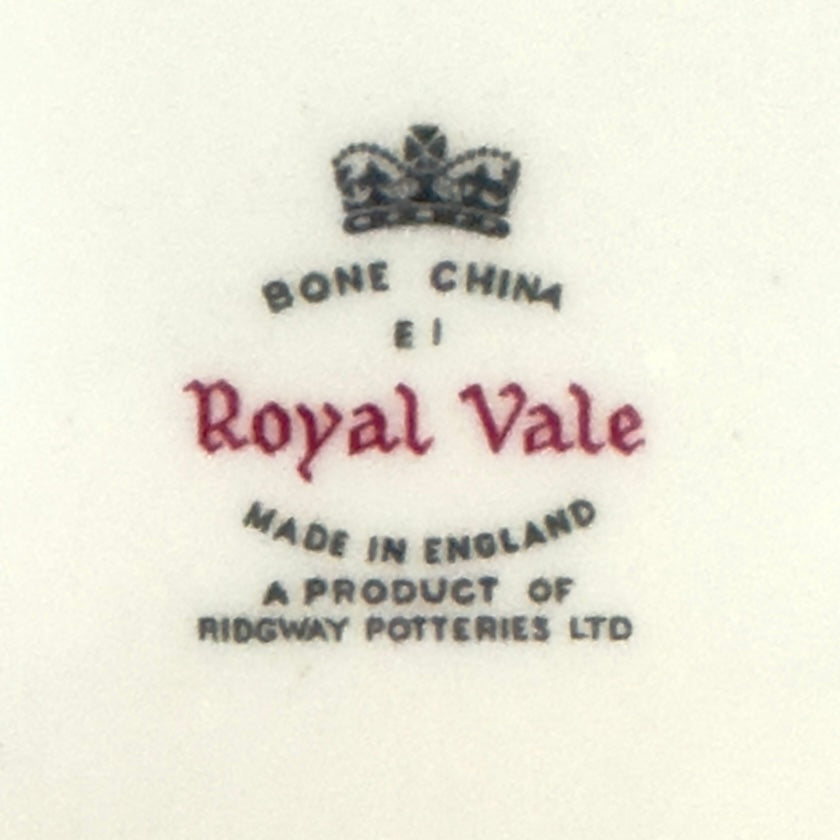 BONE CHINA
E I
Royal Vale
MADE IN ENGLAND
A PRODUCT OF
RIDGWAY POTTERIES LTD